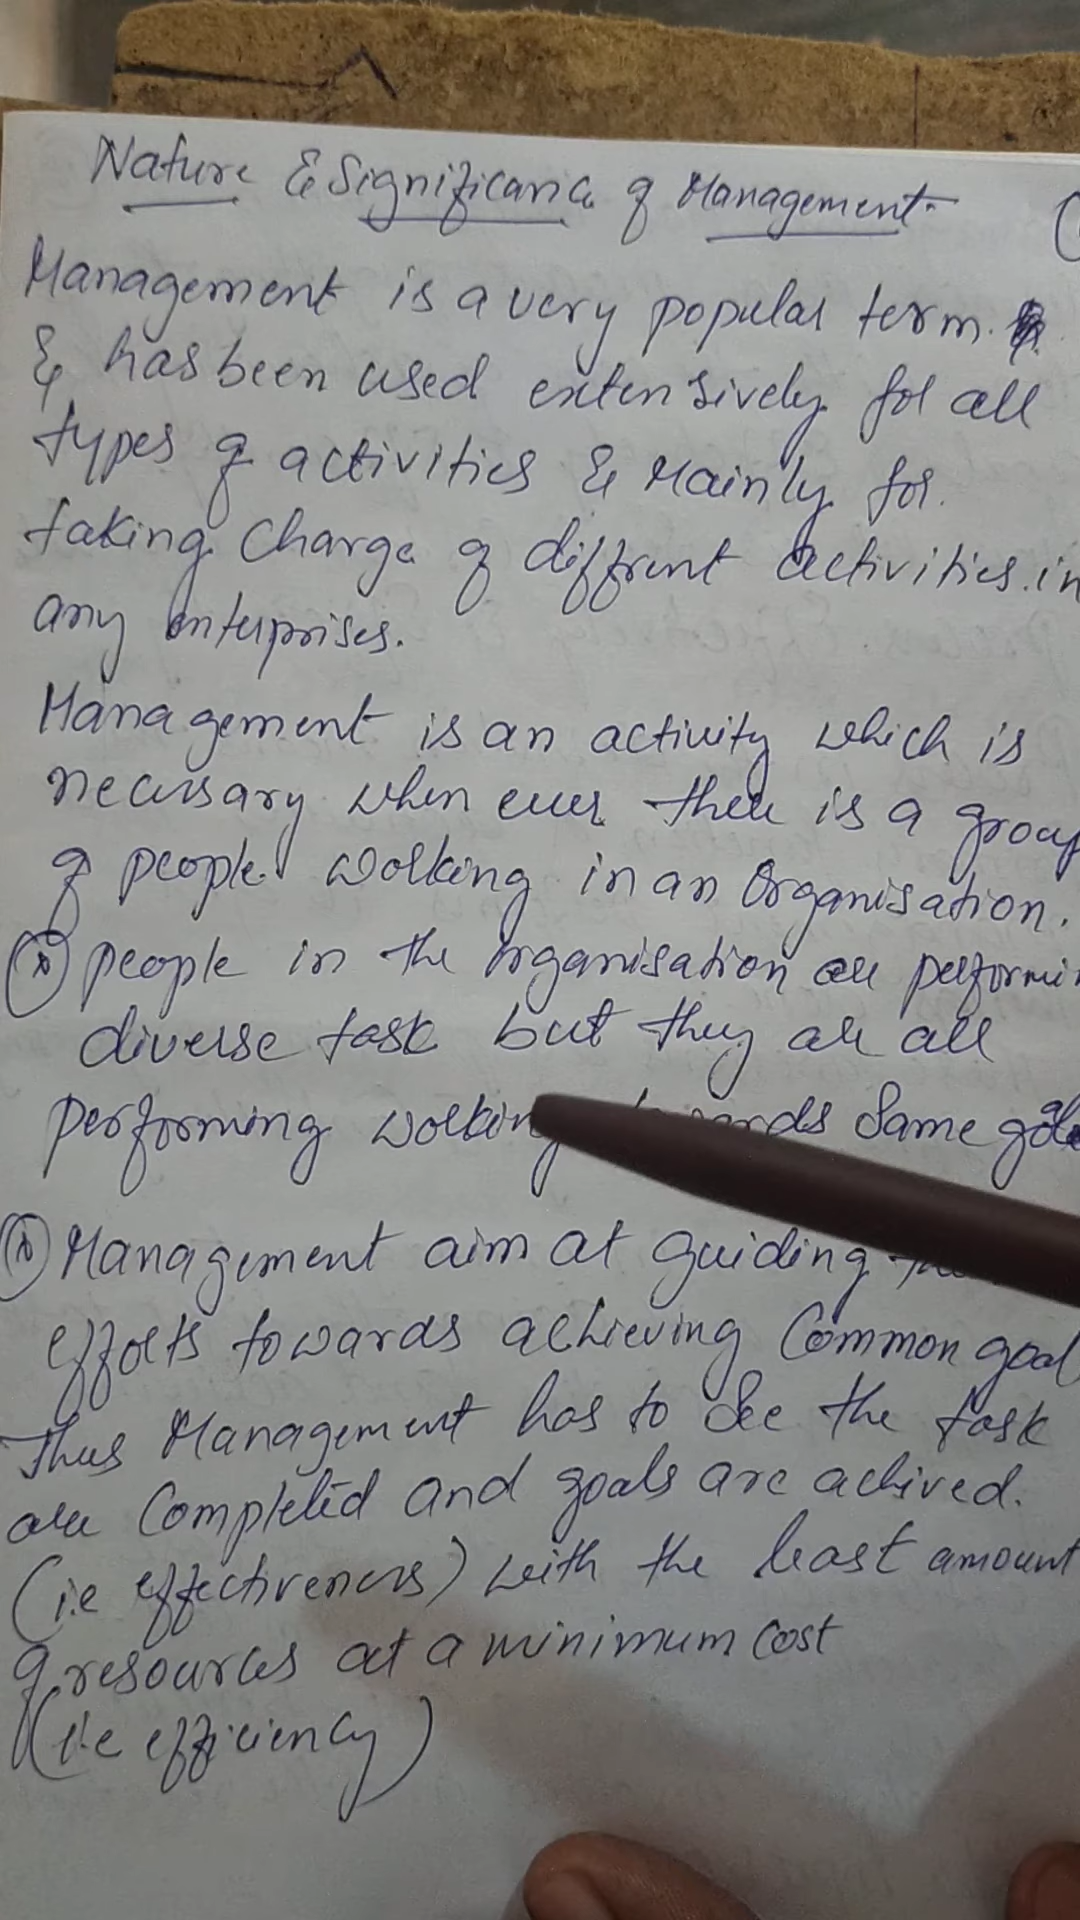 Nature & Significance of Management
Management is a very popular term.
& has been used extensively for all
types of activities & Mainly for.
taking Charge of diffrent activities in
any enterprises.
Management is an activity which is
necessary when ever there is a group
of people working in an Organisation.
people in the organisation are performi
diverse task but they are all
performing working same goal
Management aim at guiding
efforts towards achieving Common goal
Thus Management has to See the task
are Completed and goals are achived.
(i.e effectiveness) with the least amount
of resources at a minimum cost
(i.e efficiency)